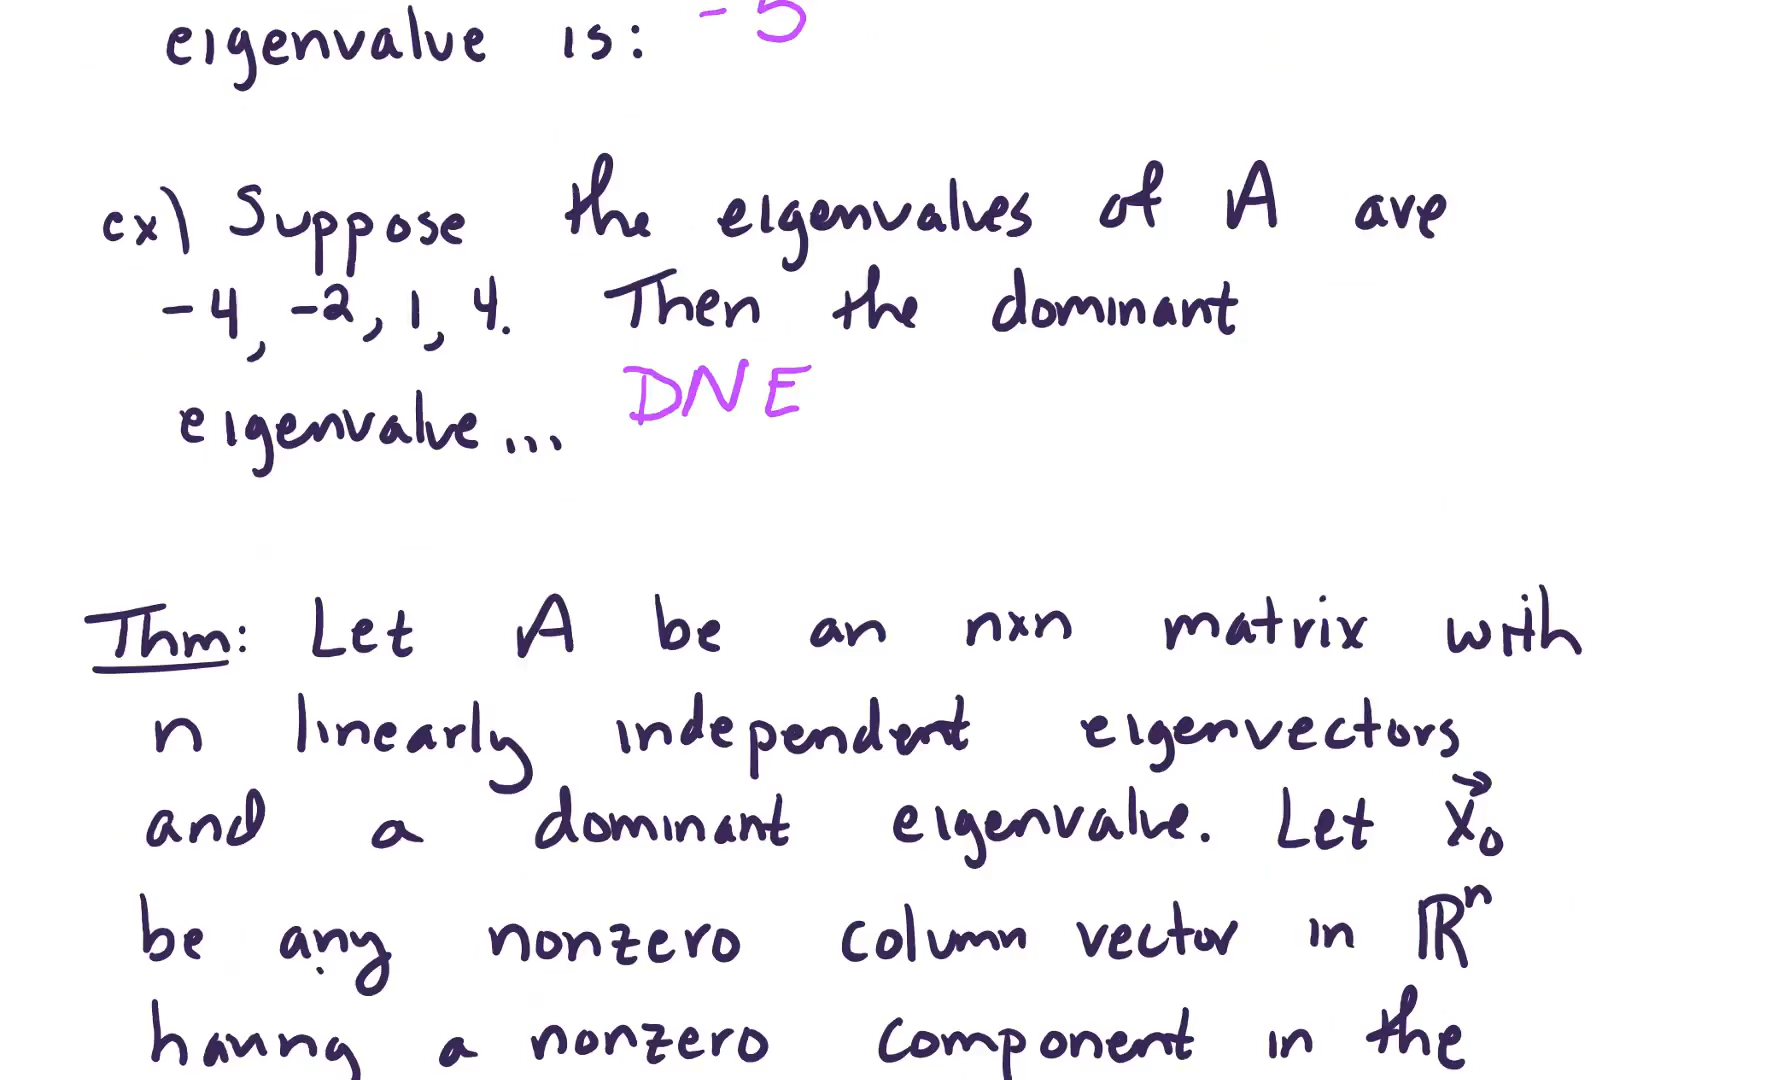 eigenvalue is: -5
ex) Suppose the eigenvalues of A are
-4, -2, 1, 4. Then the dominant
eigenvalue... DNE
Thm: Let A be an nxn matrix with
n linearly independent eigenvectors
and a dominant eigenvalue. Let x⃗₀
be any nonzero column vector in ℝⁿ
having a nonzero component in the